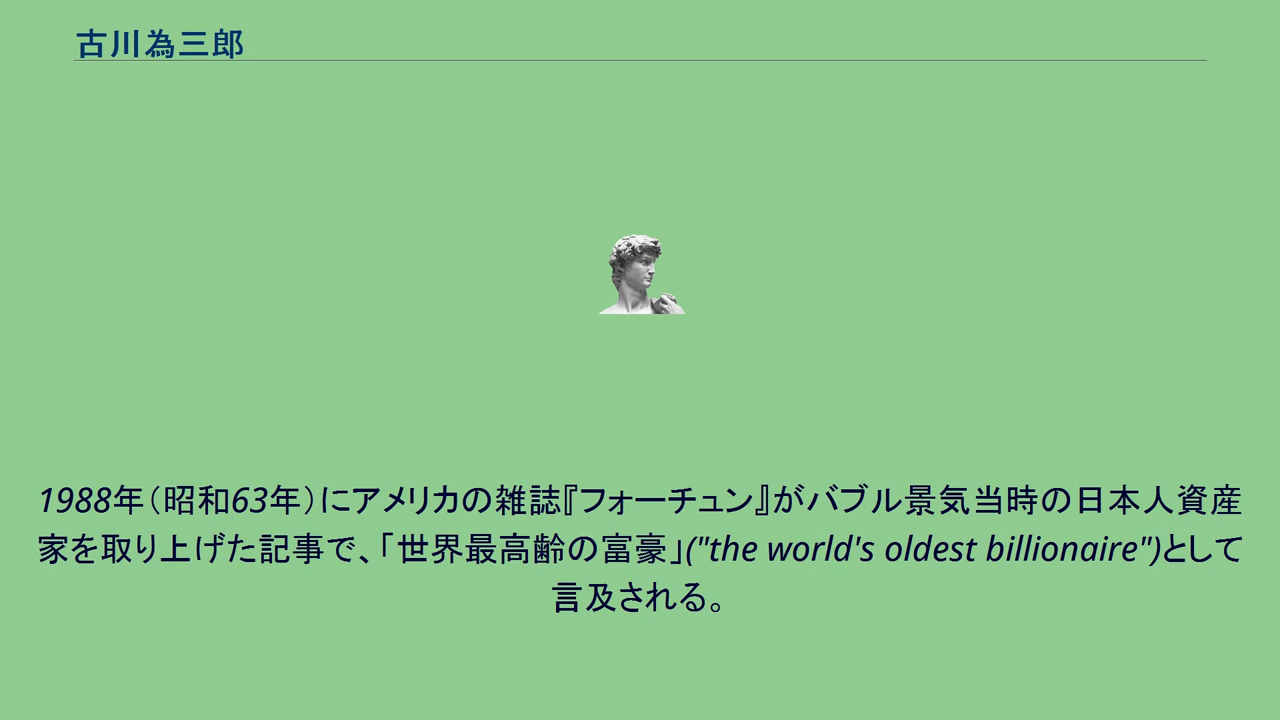 古川為三郎
1988年（昭和63年）にアメリカの雑誌『フォーチュン』がバブル景気当時の日本人資産
家を取り上げた記事で、「世界最高齢の富豪」("the world's oldest billionaire")として
言及される。